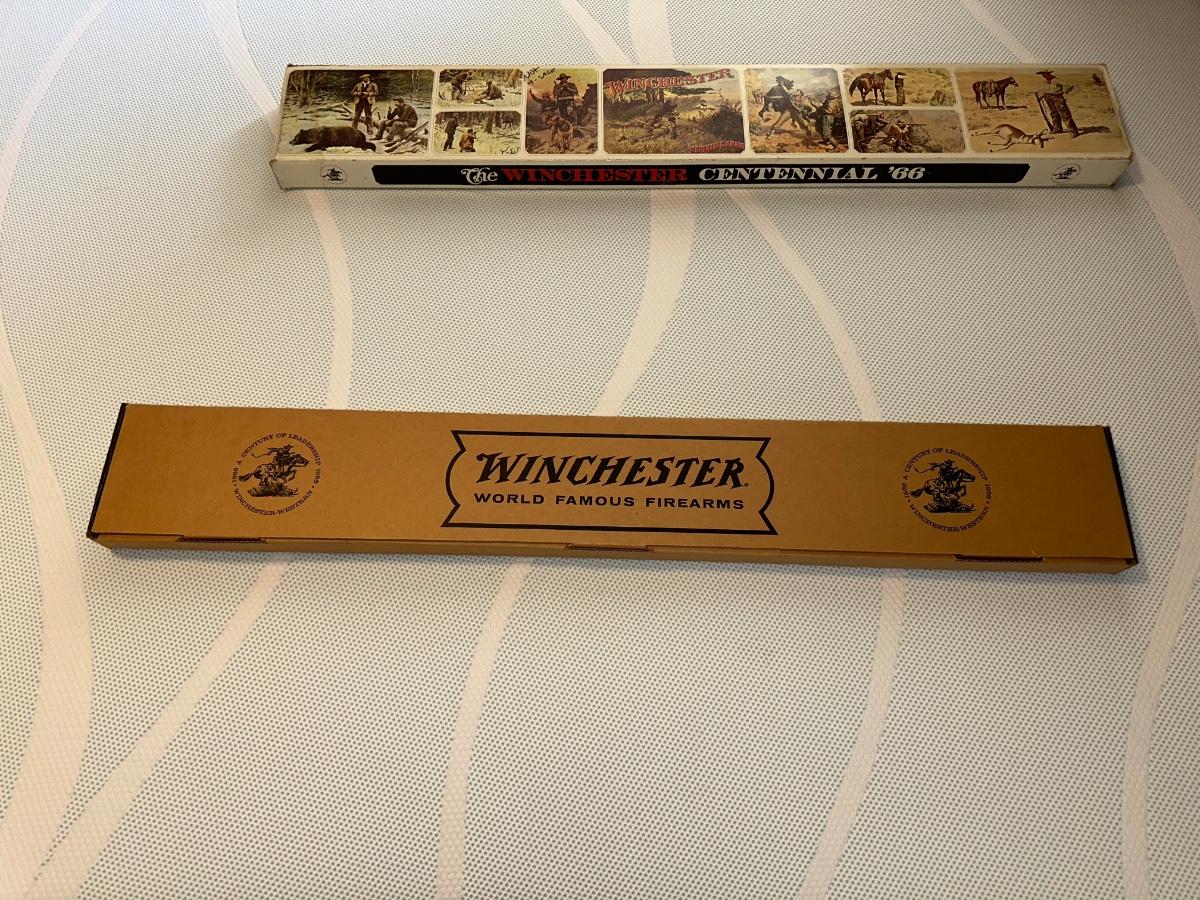 WINCHESTER
The WINCHESTER CENTENNIAL '66
A CENTURY OF LEADERSHIP
1866 1966
WINCHESTER-WESTERN
WINCHESTER®
WORLD FAMOUS FIREARMS
A CENTURY OF LEADERSHIP
1866 1966
WINCHESTER-WESTERN